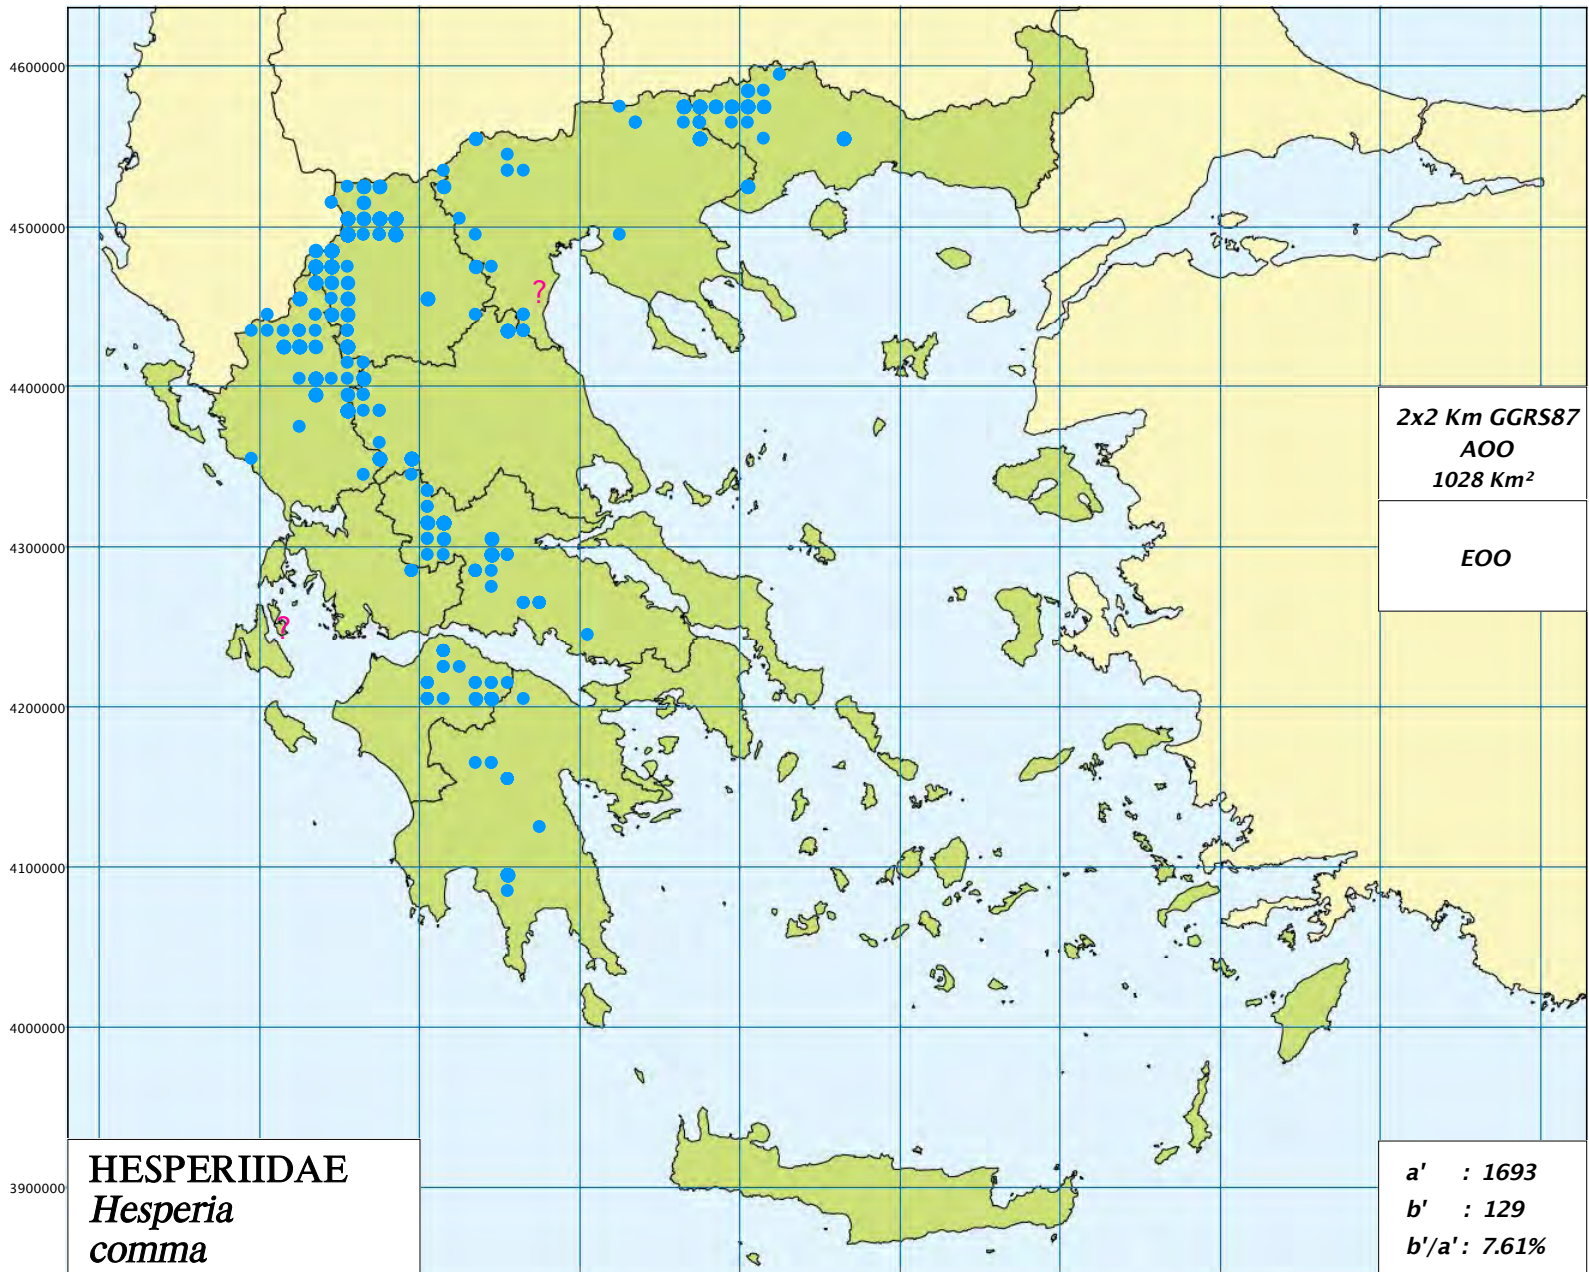 4600000
4500000
?
4400000
2x2 Km GGRS87
AOO
1028 Km²
4300000
EOO
?
4200000
4100000
4000000
3900000
HESPERIIDAE
Hesperia
comma
a' : 1693
b' : 129
b'/a' : 7.61%